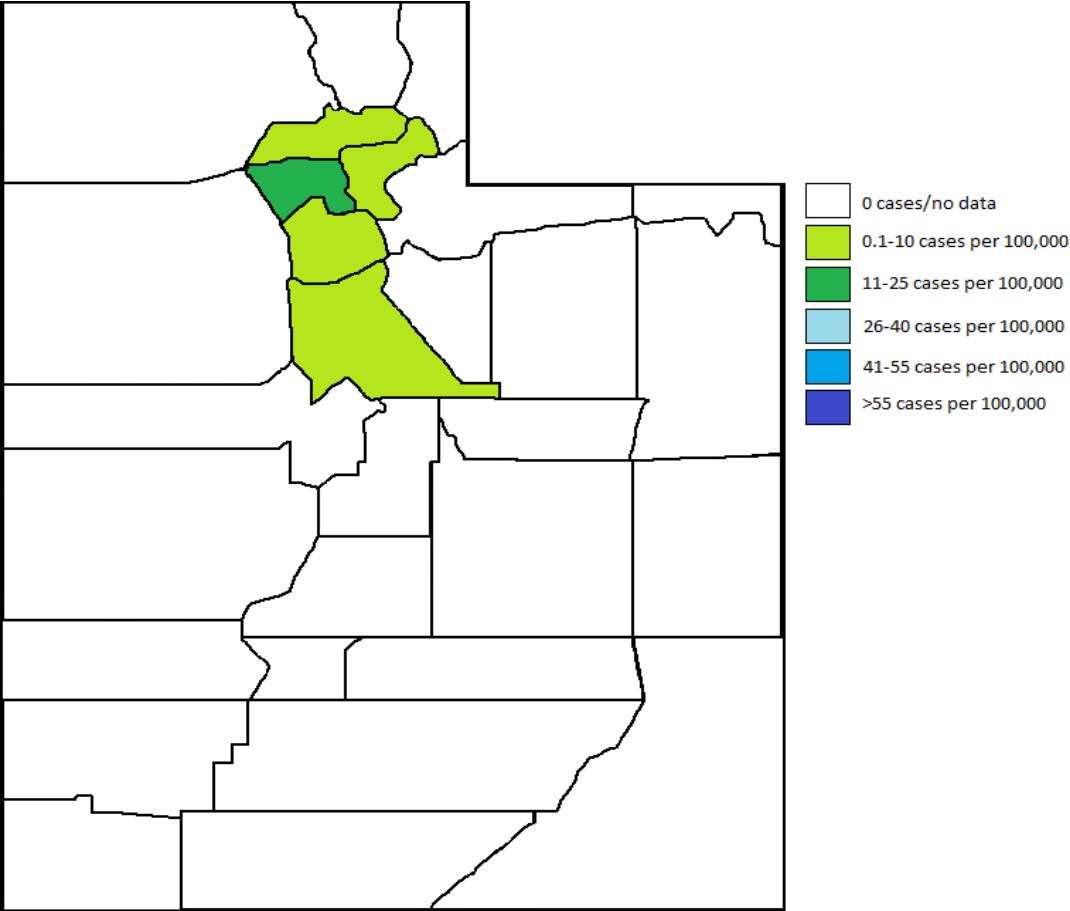 0 cases/no data
0.1-10 cases per 100,000
11-25 cases per 100,000
26-40 cases per 100,000
41-55 cases per 100,000
>55 cases per 100,000